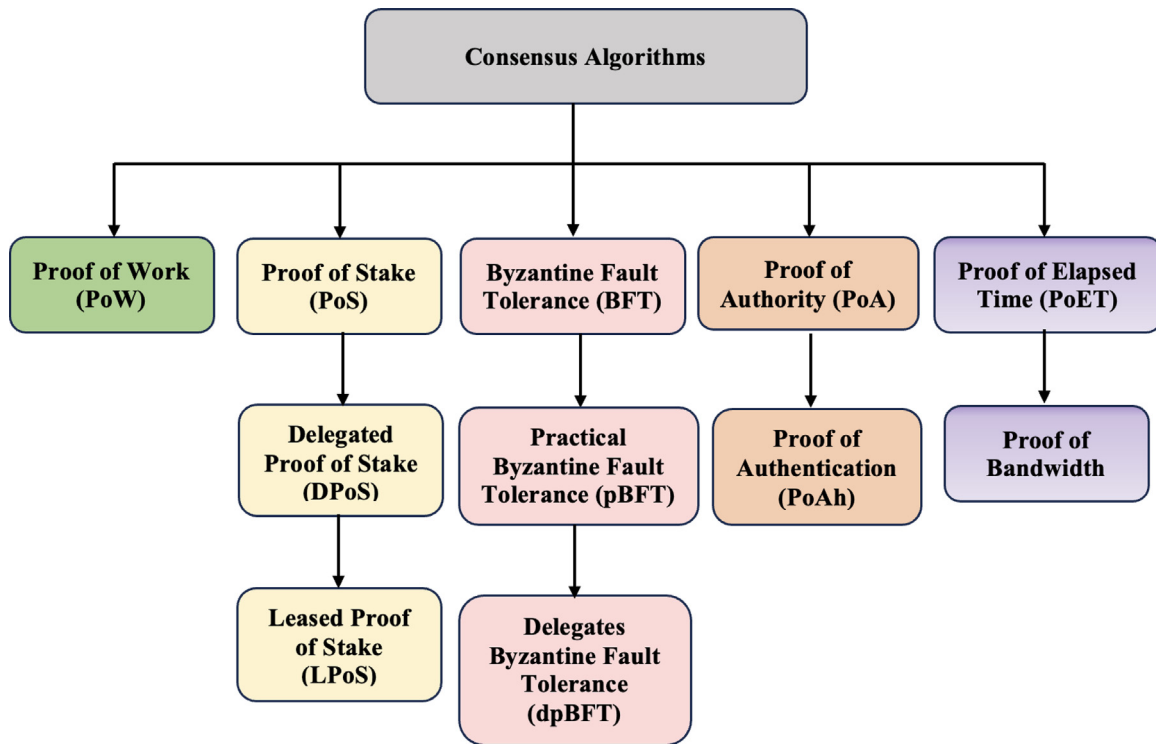 Consensus Algorithms
Proof of Work
(PoW)
Proof of Stake
(PoS)
Byzantine Fault
Tolerance (BFT)
Proof of
Authority (PoA)
Proof of Elapsed
Time (PoET)
Delegated
Proof of Stake
(DPoS)
Practical
Byzantine Fault
Tolerance (pBFT)
Proof of
Authentication
(PoAh)
Proof of
Bandwidth
Leased Proof
of Stake
(LPoS)
Delegates
Byzantine Fault
Tolerance
(dpBFT)